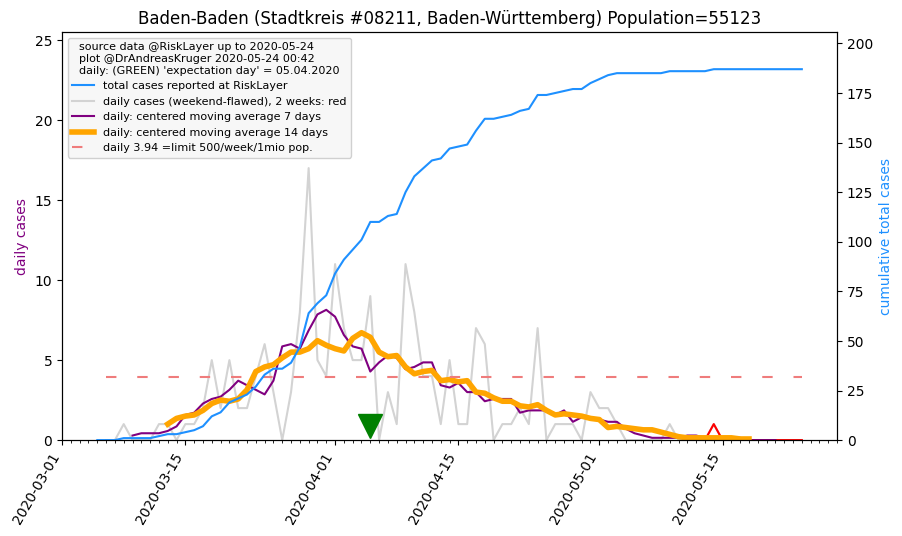 Baden-Baden (Stadtkreis #08211, Baden-Württemberg) Population=55123
source data @RiskLayer up to 2020-05-24
plot @DrAndreasKruger 2020-05-24 00:42
daily: (GREEN) 'expectation day' = 05.04.2020
total cases reported at RiskLayer
daily cases (weekend-flawed), 2 weeks: red
daily: centered moving average 7 days
daily: centered moving average 14 days
daily 3.94 =limit 500/week/1mio pop.
daily cases
25
20
15
10
5
0
200
175
150
125
100
75
50
25
0
cumulative total cases
2020-03-01
2020-03-15
2020-04-01
2020-04-15
2020-05-01
2020-05-15